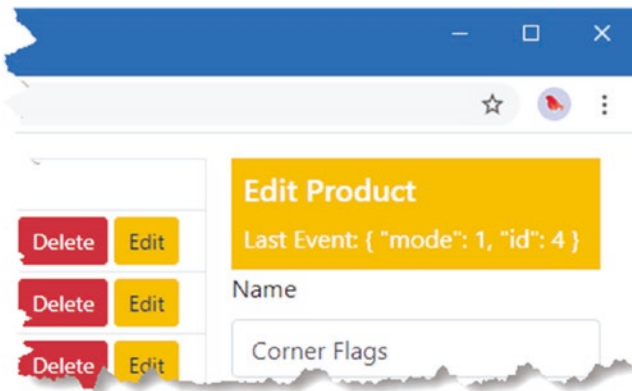 Edit Product
Delete Edit
Last Event: { "mode": 1, "id": 4 }
Delete Edit
Name
Delete Edit
Corner Flags